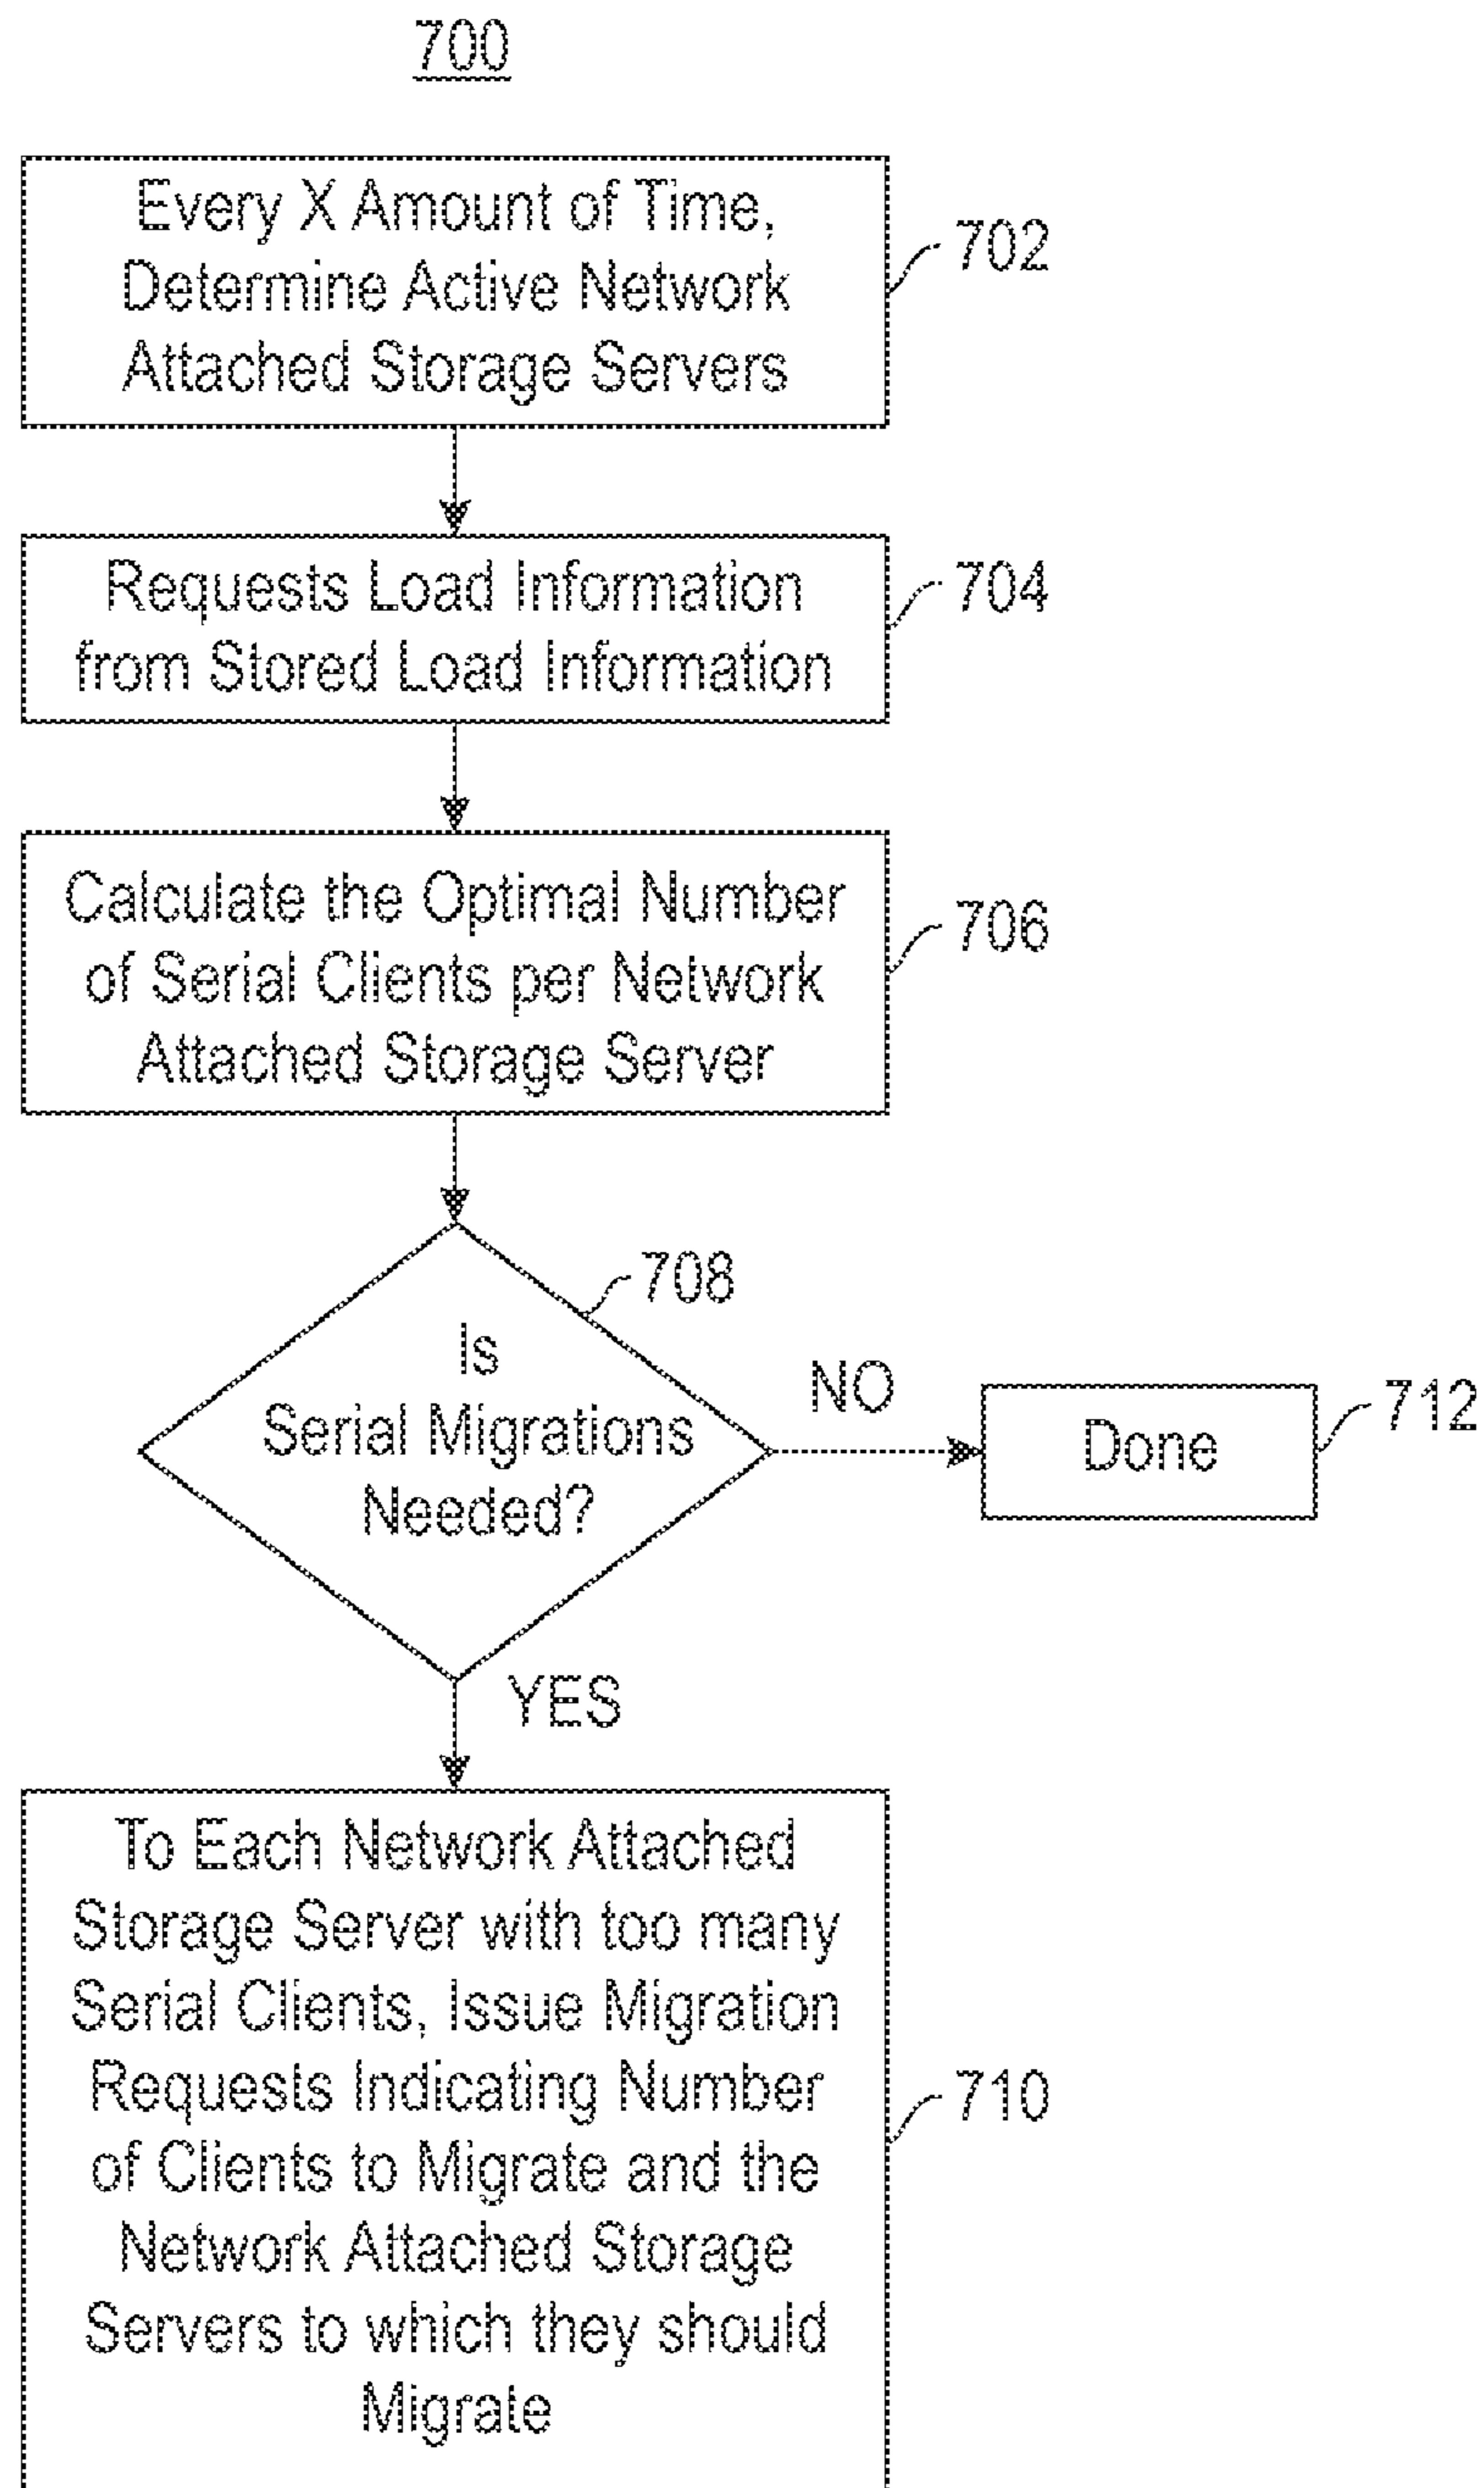 700
Every X Amount of Time,
Determine Active Network
Attached Storage Servers
702
Requests Load Information
from Stored Load Information
704
Calculate the Optimal Number
of Serial Clients per Network
Attached Storage Server
706
708
Is
Serial Migrations
Needed?
NO
Done
712
YES
To Each Network Attached
Storage Server with too many
Serial Clients, Issue Migration
Requests Indicating Number
of Clients to Migrate and the
Network Attached Storage
Servers to which they should
Migrate
710